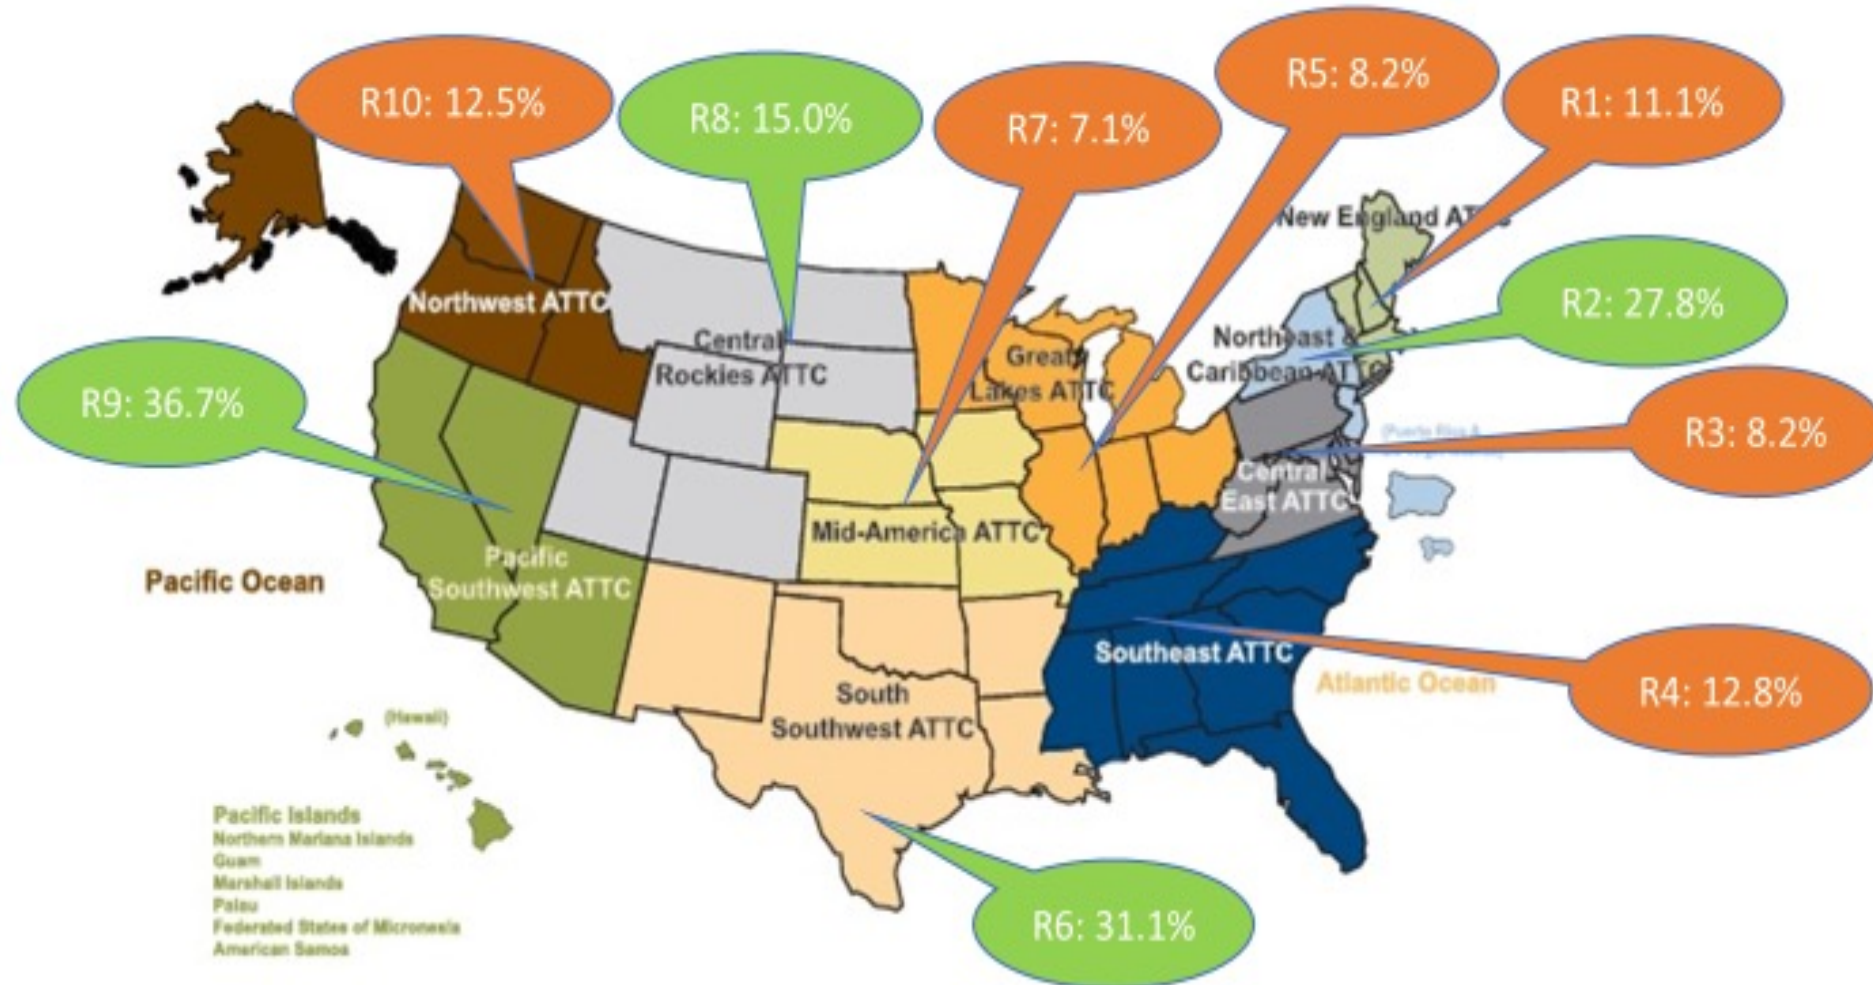 R10: 12.5%
R8: 15.0%
R7: 7.1%
R5: 8.2%
R1: 11.1%
New England
R2: 27.8%
Northwest ATTC
Central
Rockies ATTC
Great
Lakes ATTC
Northeast &
Caribbean ATTC
R9: 36.7%
R3: 8.2%
(Puerto Rico &
Central
East ATTC
Mid-America ATTC
Pacific
Southwest ATTC
Pacific Ocean
Southeast ATTC
Atlantic Ocean
R4: 12.8%
South
Southwest ATTC
(Hawaii)
Pacific Islands
Northern Mariana Islands
Guam
Marshall Islands
Palau
Federated States of Micronesia
American Samoa
R6: 31.1%